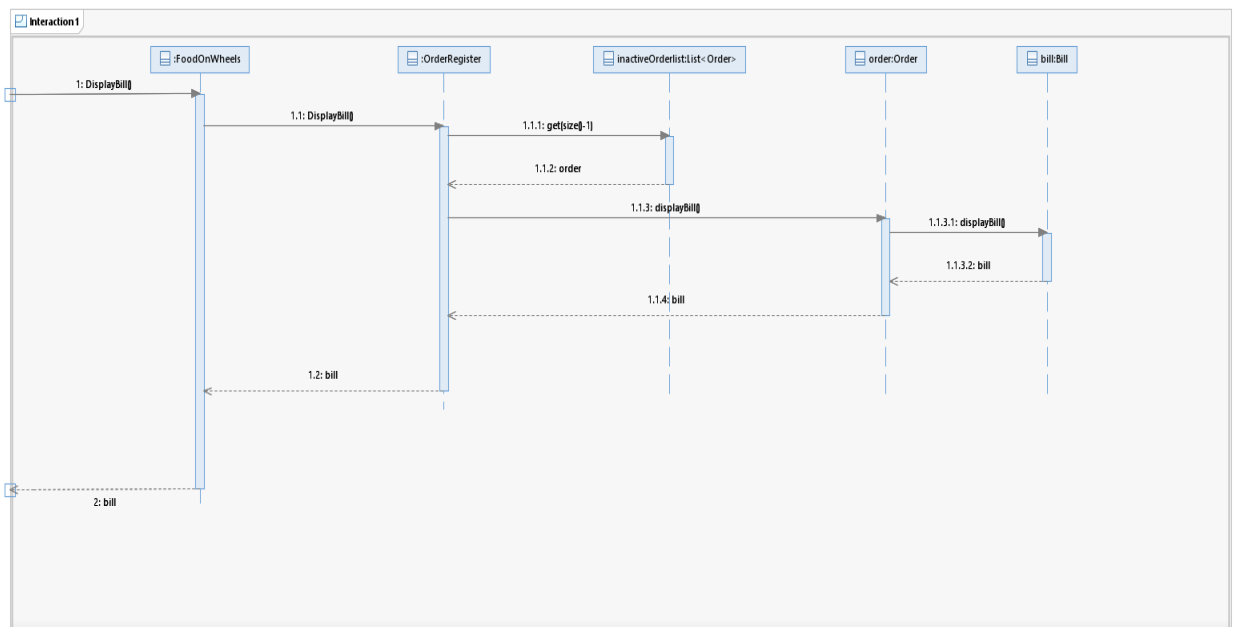 Interaction1
:FoodOnWheels
:OrderRegister
inactiveOrderlist:List<Order>
order:Order
bill:Bill
1: DisplayBill()
1.1: DisplayBill()
1.1.1: get(size()-1)
1.1.2: order
1.1.3: displayBill()
1.1.3.1: displayBill()
1.1.3.2: bill
1.1.4: bill
1.2: bill
2: bill